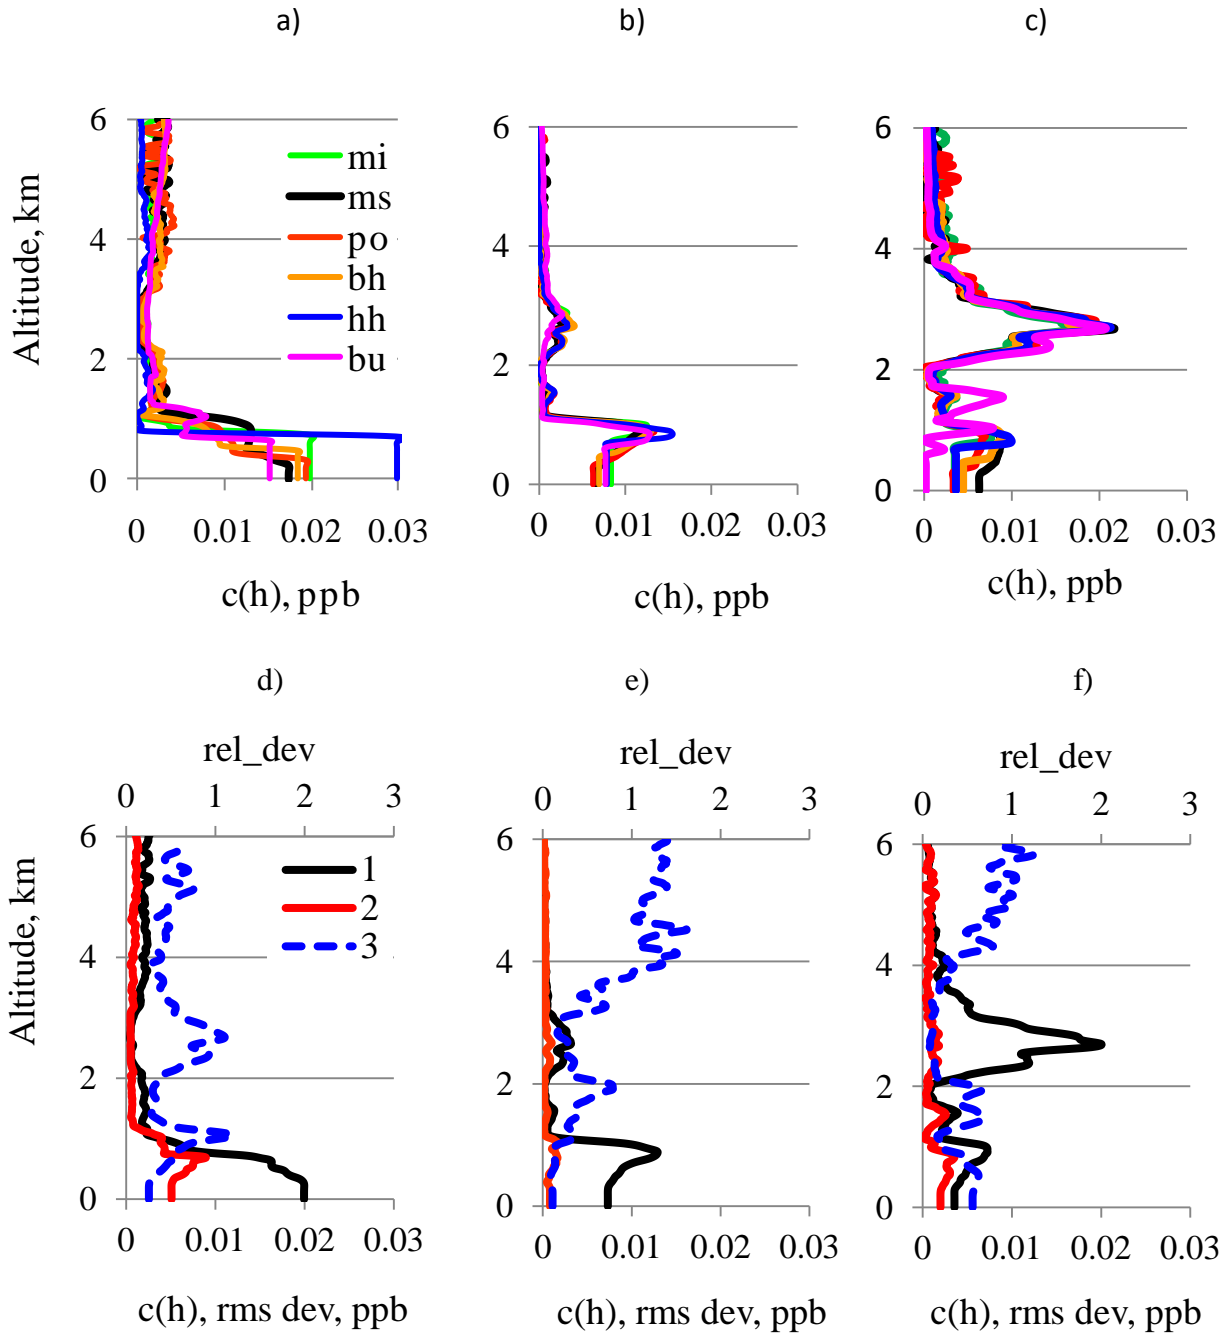 a) b) c)
6 6 6
4 4 4
2 2 2
0 0 0
Altitude, km
mi
ms
po
bh
hh
bu
0 0.01 0.02 0.03 0 0.01 0.02 0.03 0 0.01 0.02 0.03
c(h), ppb c(h), ppb c(h), ppb
d) e) f)
rel_dev rel_dev rel_dev
0 1 2 3 0 1 2 3 0 1 2 3
6 6 6
4 4 4
2 2 2
0 0 0
Altitude, km
1
2
3
0 0.01 0.02 0.03 0 0.01 0.02 0.03 0 0.01 0.02 0.03
c(h), rms dev, ppb c(h), rms dev, ppb c(h), rms dev, ppb